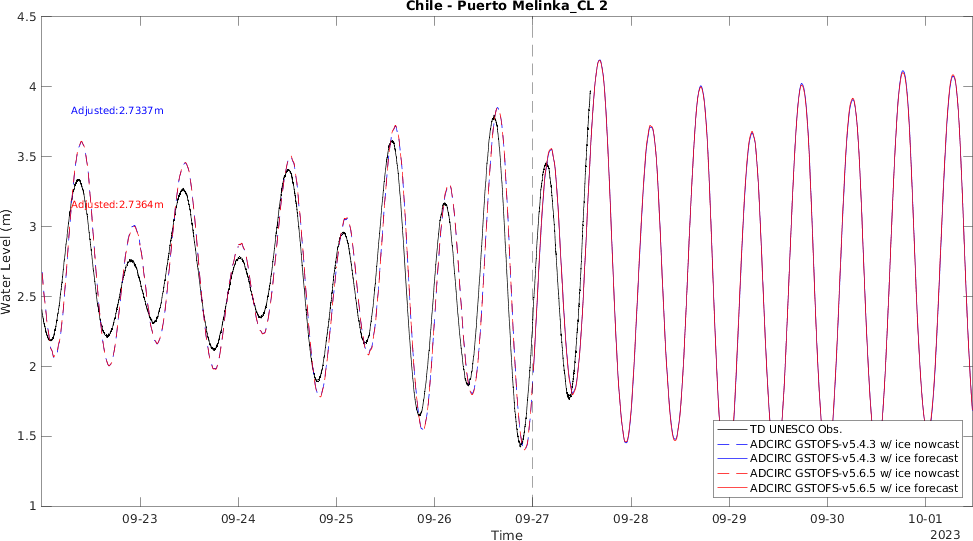 Chile - Puerto Melinka_CL 2
4.5
4
3.5
3
2.5
2
1.5
1
Water Level (m)
Adjusted:2.7337m
Adjusted:2.7364m
TD UNESCO Obs.
ADCIRC GSTOFS-v5.4.3 w/ ice nowcast
ADCIRC GSTOFS-v5.4.3 w/ ice forecast
ADCIRC GSTOFS-v5.6.5 w/ ice nowcast
ADCIRC GSTOFS-v5.6.5 w/ ice forecast
09-23 09-24 09-25 09-26 09-27 09-28 09-29 09-30 10-01
Time
2023